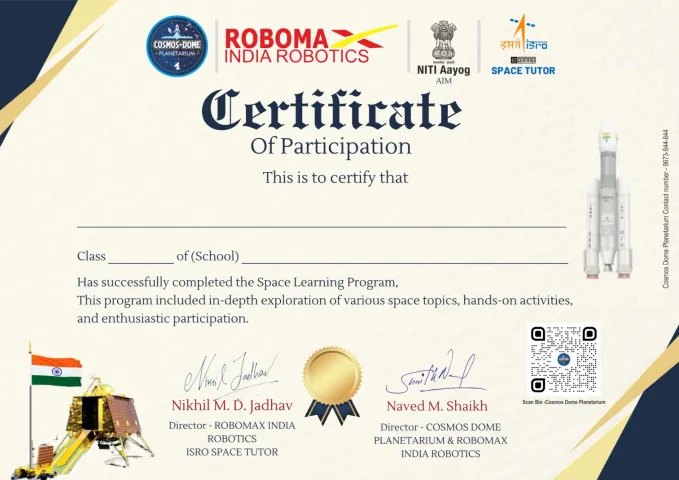 COSMOS-DOME
PLANETARIUM
ROBOMAX
INDIA ROBOTICS
NITI Aayog
AIM
इसरो isro
SPACE TUTOR
Certificate
Of Participation
This is to certify that
Class __________ of (School) __________
Has successfully completed the Space Learning Program,
This program included in-depth exploration of various space topics, hands-on activities,
and enthusiastic participation.
Nikhil M. D. Jadhav
Director - ROBOMAX INDIA
ROBOTICS
ISRO SPACE TUTOR
Naved M. Shaikh
Director - COSMOS DOME
PLANETARIUM & ROBOMAX
INDIA ROBOTICS
Scan Bio -Cosmos Dome Planetarium
Cosmos Dome Planetarium Contact number - 9673-844-844